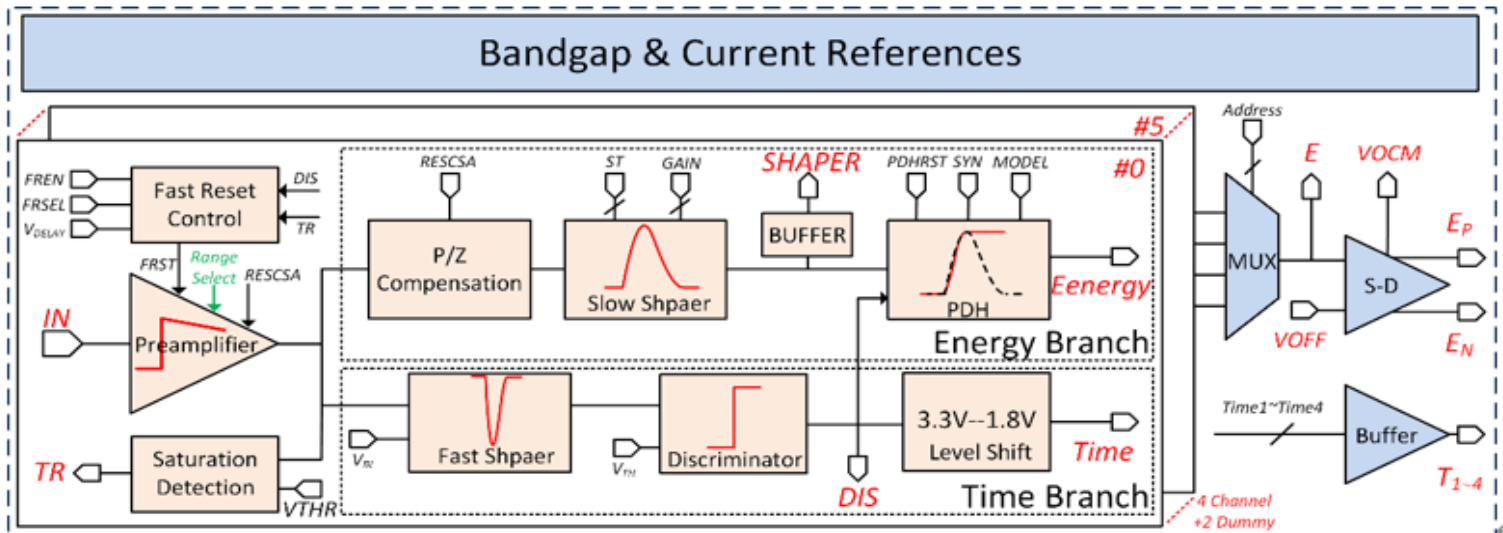 Bandgap & Current References
#5
Address
E
VOCM
#0
RESCSA
ST
GAIN
SHAPER
PDHRST
SYN
MODEL
FREN
FRSEL
VDELAY
Fast Reset
Control
DIS
TR
P/Z
Compensation
Slow Shpaer
BUFFER
PDH
Eenergy
Energy Branch
MUX
S-D
EP
EN
VOFF
FRST
Range
Select
RESCSA
IN
Preamplifier
Fast Shpaer
VTH
Discriminator
3.3V--1.8V
Level Shift
Time
Time Branch
DIS
TR
Saturation
Detection
VTHR
Time1~Time4
Buffer
T1~4
4 Channel
+2 Dummy